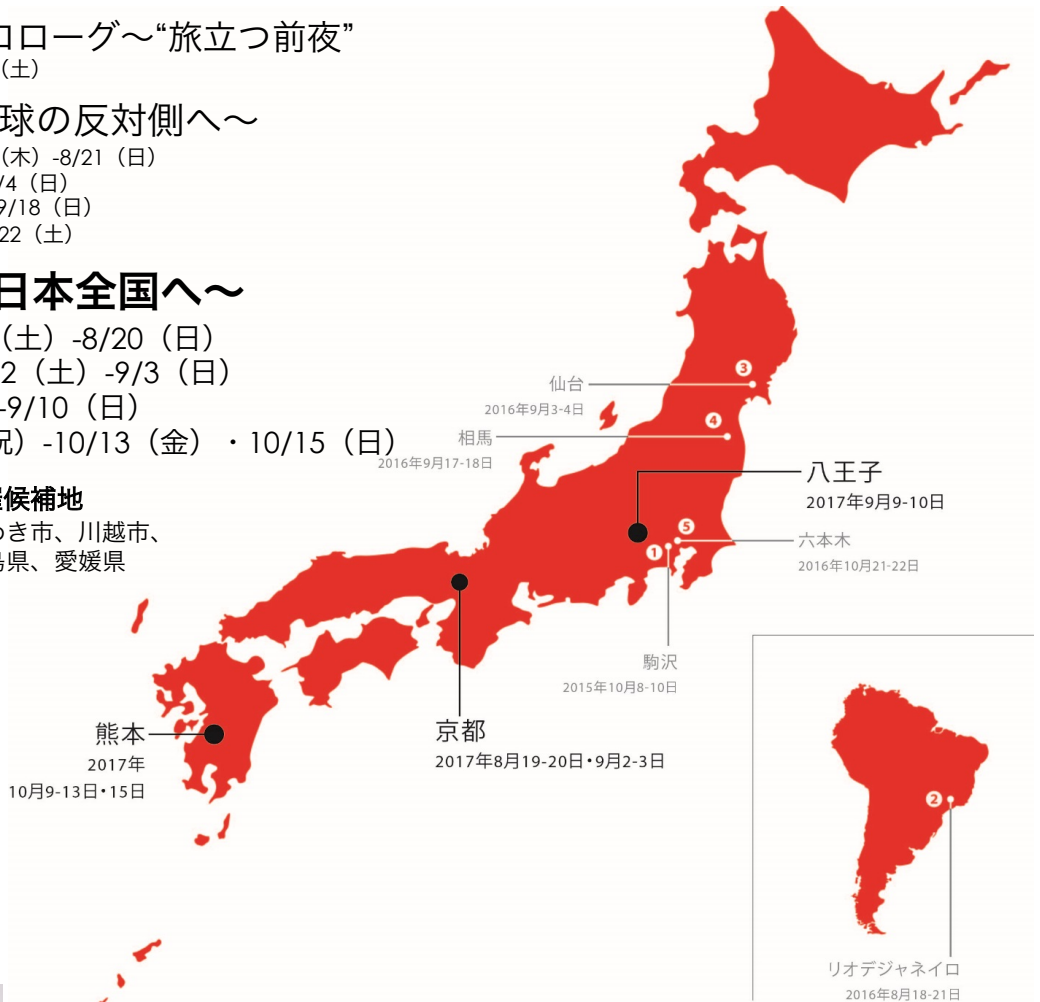 ロローグ～“旅立つ前夜”
（土）
球の反対側へ～
（木）-8/21（日）
/4（日）
9/18（日）
22（土）
日本全国へ～
（土）-8/20（日）
2（土）-9/3（日）
-9/10（日）
祝）-10/13（金）・10/15（日）
候補地
き市、川越市、
県、愛媛県
③
仙台
2016年9月3-4日
④
相馬
2016年9月17-18日
八王子
2017年9月9-10日
⑤
六本木
2016年10月21-22日
①
駒沢
2015年10月8-10日
京都
2017年8月19-20日・9月2-3日
熊本
2017年
10月9-13日・15日
②
リオデジャネイロ
2016年8月18-21日